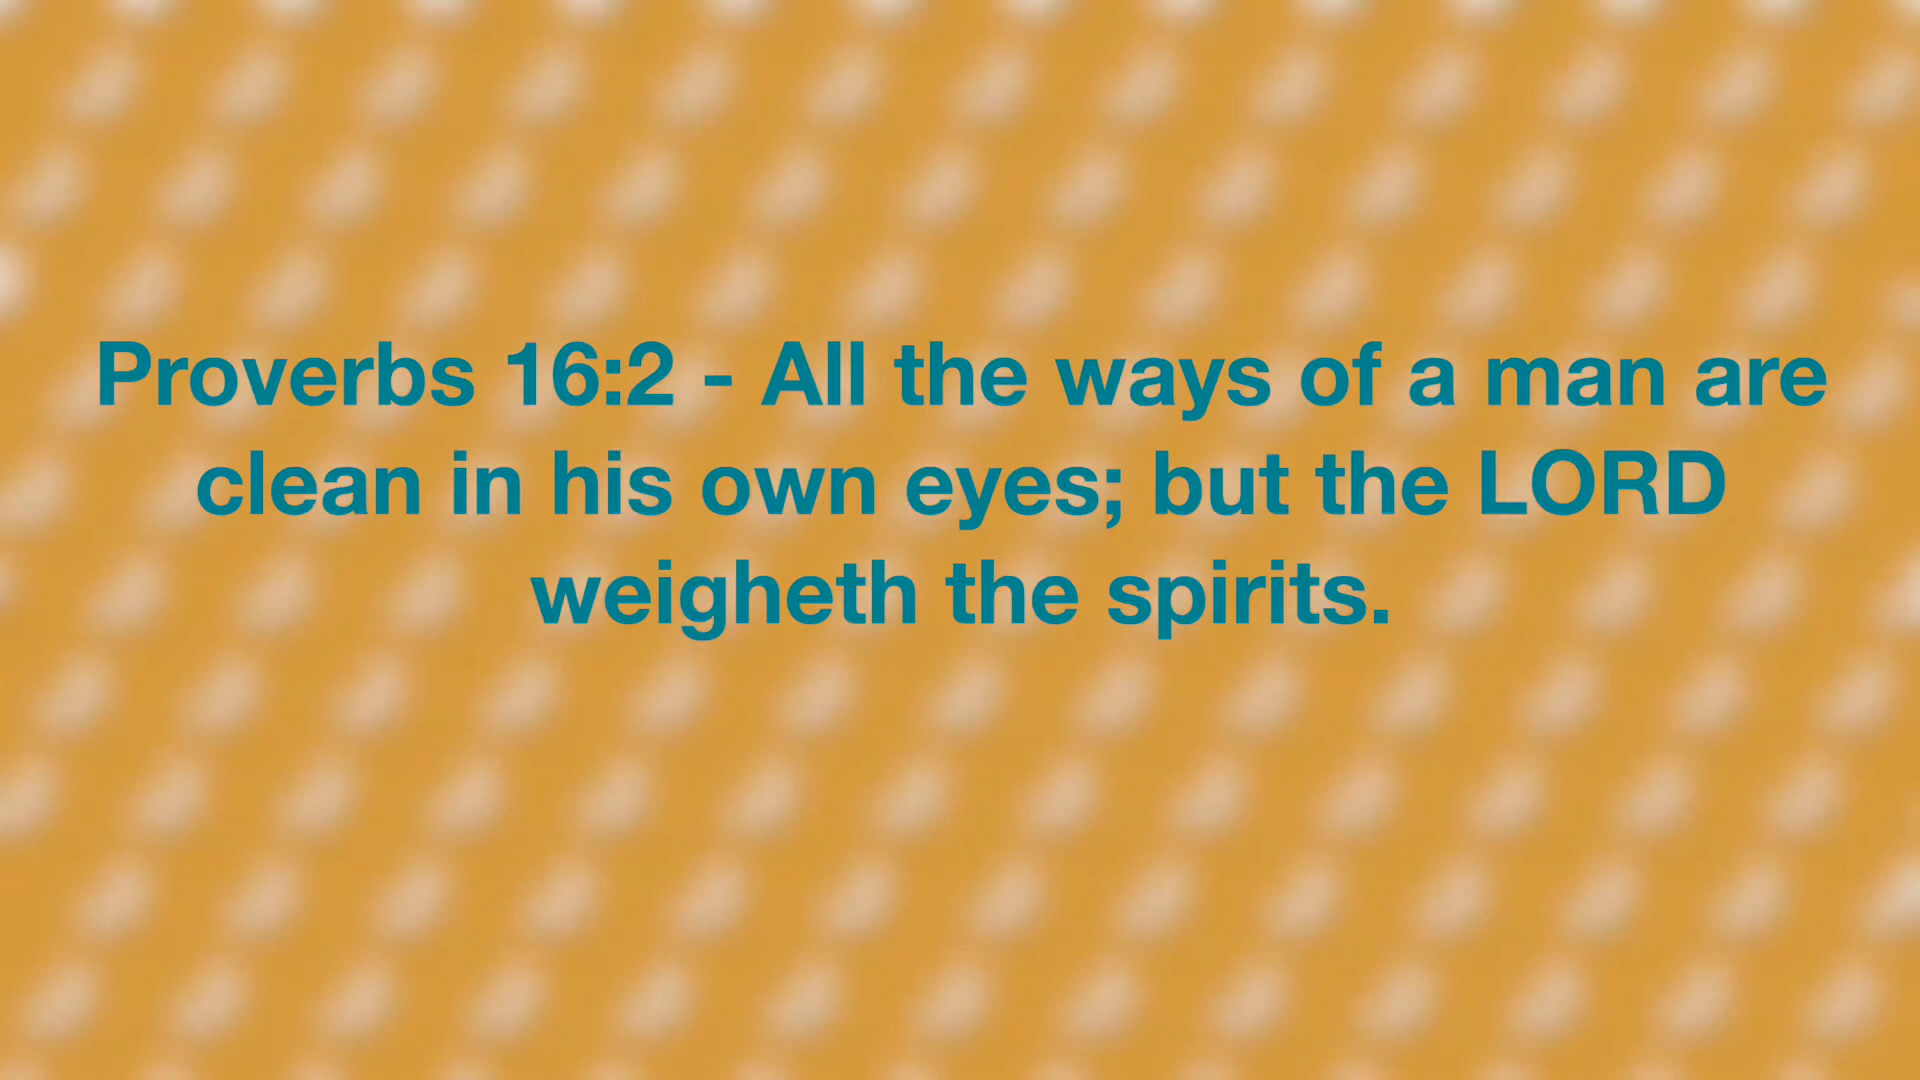 Proverbs 16:2 - All the ways of a man are
clean in his own eyes; but the LORD
weigheth the spirits.